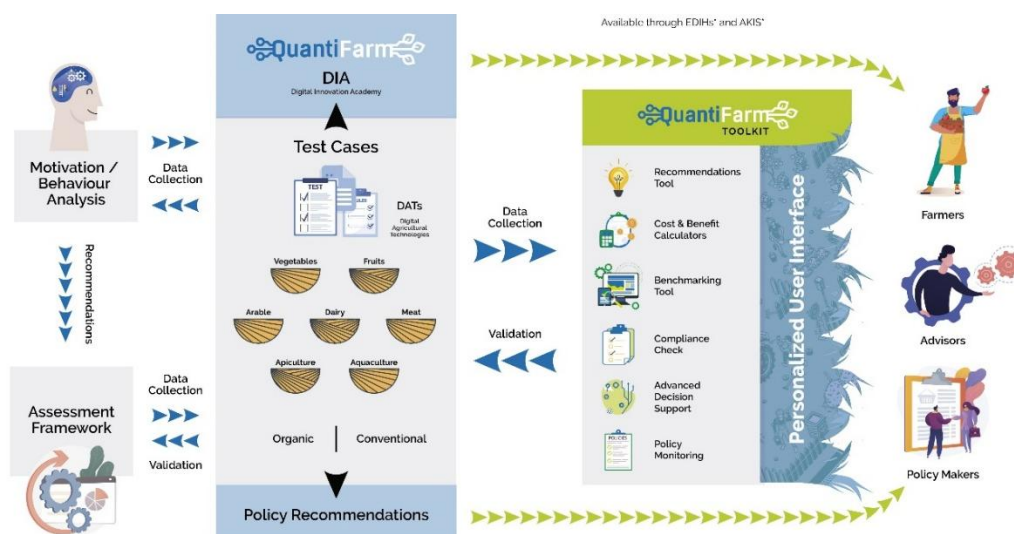 Available through EDIHs* and AKIS*
QuantiFarm
DIA
Digital Innovation Academy
Motivation /
Behaviour
Analysis
Data
Collection
Recommendations
Assessment
Framework
Data
Collection
Validation
Test Cases
TEST
DATs
Digital
Agricultural
Technologies
Vegetables
Fruits
Arable
Dairy
Meat
Apiculture
Aquaculture
Organic
Conventional
Policy Recommendations
Data
Collection
Validation
QuantiFarm
TOOLKIT
Recommendations
Tool
Cost & Benefit
Calculators
Benchmarking
Tool
Compliance
Check
Advanced
Decision
Support
POLICIES
Policy
Monitoring
Personalized User Interface
Farmers
Advisors
Policy Makers